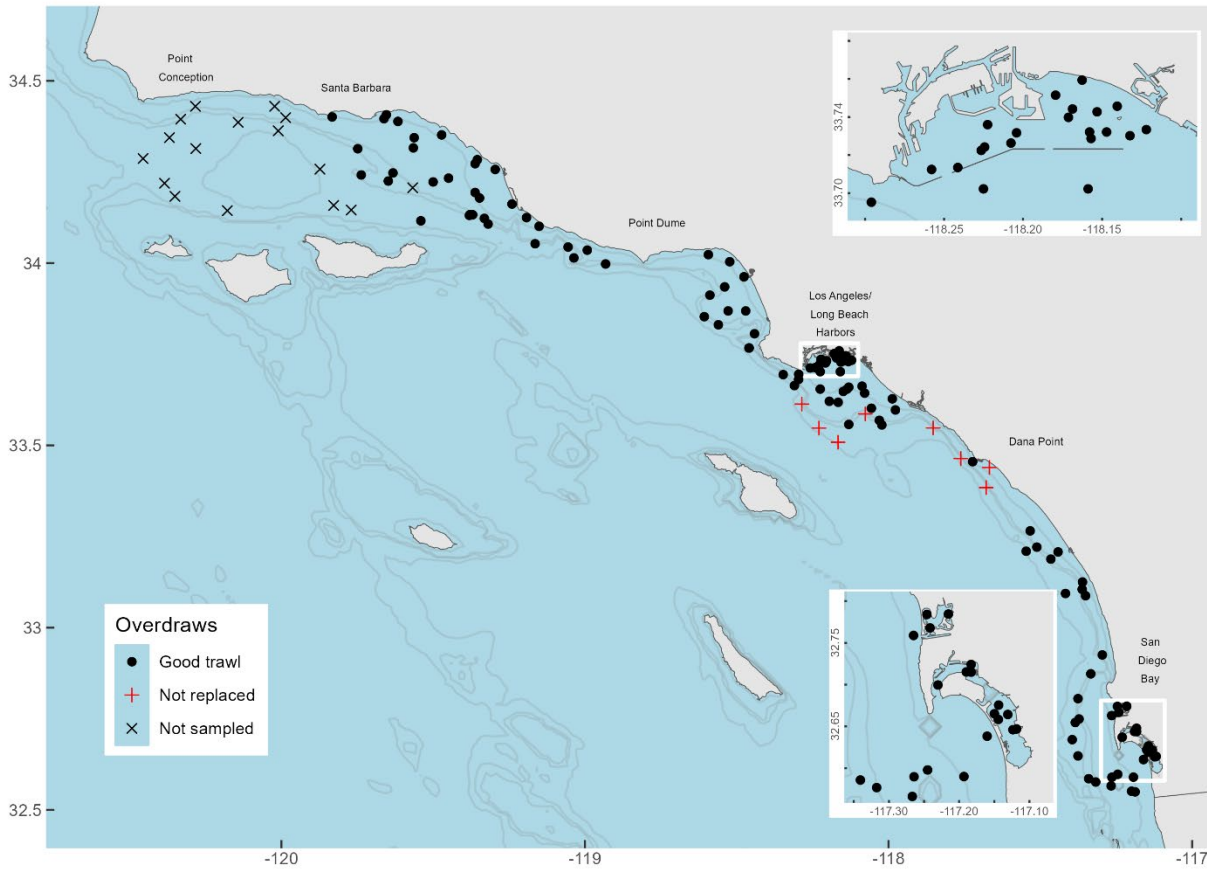 34.5
34
33.5
33
32.5
-120
-119
-118
-117
Point
Conception
Santa Barbara
Point Dume
Los Angeles/
Long Beach
Harbors
Dana Point
San
Diego
Bay
33.74
33.70
-118.25
-118.20
-118.15
32.75
32.65
-117.30
-117.20
-117.10
Overdraws
Good trawl
Not replaced
Not sampled